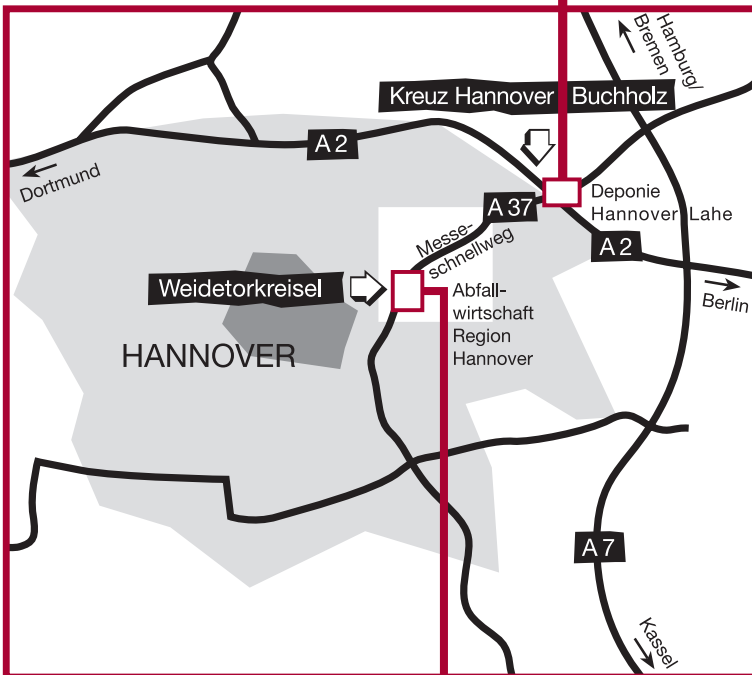 Hamburg/
Bremen
Kreuz Hannover Buchholz
A 2
Dortmund
Deponie
Hannover Lahe
A 37
Messe-
schnellweg
A 2
Weidetorkreisel
Abfall-
wirtschaft
Region
Hannover
Berlin
HANNOVER
A 7
Kassel